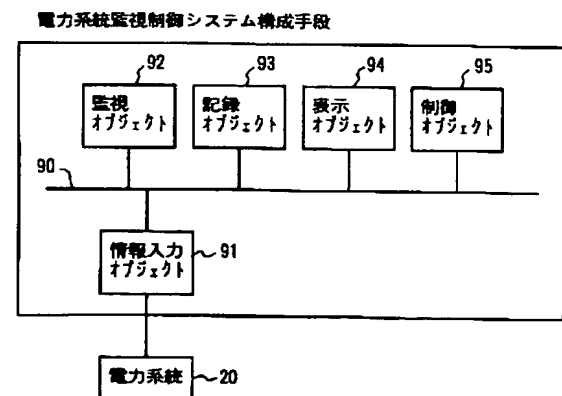 電力系統監視制御システム構成手段
92
93
94
95
監視
オブジェクト
記録
オブジェクト
表示
オブジェクト
制御
オブジェクト
90
情報入力
オブジェクト
91
電力系統
20